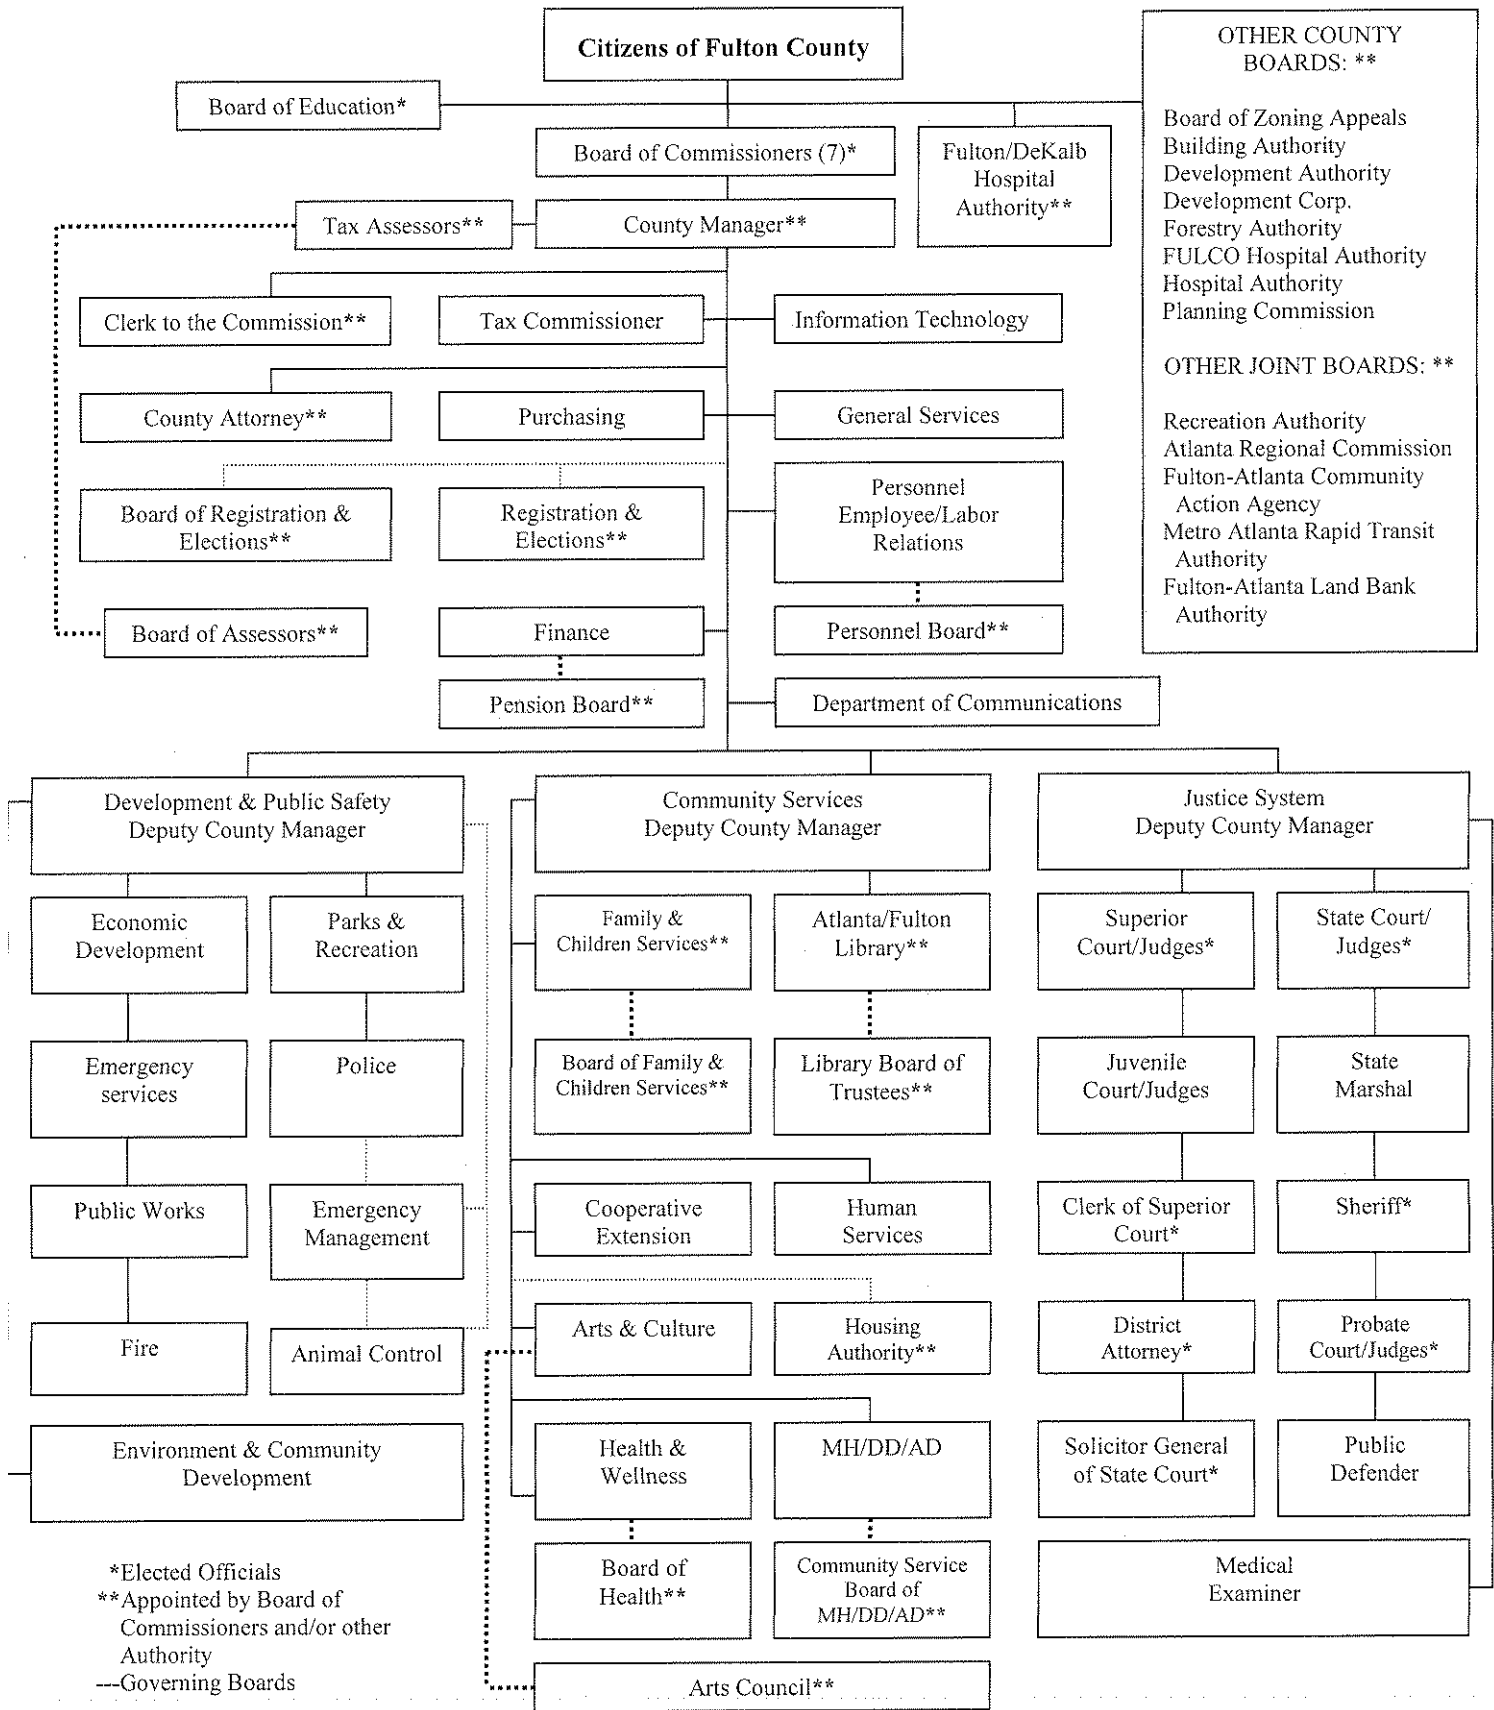 Citizens of Fulton County
OTHER COUNTY
BOARDS: **
Board of Zoning Appeals
Building Authority
Development Authority
Development Corp.
Forestry Authority
FULCO Hospital Authority
Hospital Authority
Planning Commission
OTHER JOINT BOARDS: **
Recreation Authority
Atlanta Regional Commission
Fulton-Atlanta Community
Action Agency
Metro Atlanta Rapid Transit
Authority
Fulton-Atlanta Land Bank
Authority
Board of Education*
Board of Commissioners (7)*
Fulton/DeKalb
Hospital
Authority**
Tax Assessors**
County Manager**
Clerk to the Commission**
Tax Commissioner
Information Technology
County Attorney**
Purchasing
General Services
Board of Registration &
Elections**
Registration &
Elections**
Personnel
Employee/Labor
Relations
Board of Assessors**
Finance
Personnel Board**
Pension Board**
Department of Communications
Development & Public Safety
Deputy County Manager
Community Services
Deputy County Manager
Justice System
Deputy County Manager
Economic
Development
Parks &
Recreation
Family &
Children Services**
Atlanta/Fulton
Library**
Superior
Court/Judges*
State Court/
Judges*
Emergency
services
Police
Board of Family &
Children Services**
Library Board of
Trustees**
Juvenile
Court/Judges
State
Marshal
Public Works
Emergency
Management
Cooperative
Extension
Human
Services
Clerk of Superior
Court*
Sheriff*
Fire
Animal Control
Arts & Culture
Housing
Authority**
District
Attorney*
Probate
Court/Judges*
Environment & Community
Development
Health &
Wellness
MH/DD/AD
Solicitor General
of State Court*
Public
Defender
Board of
Health**
Community Service
Board of
MH/DD/AD**
Medical
Examiner
Arts Council**
*Elected Officials
**Appointed by Board of
Commissioners and/or other
Authority
---Governing Boards